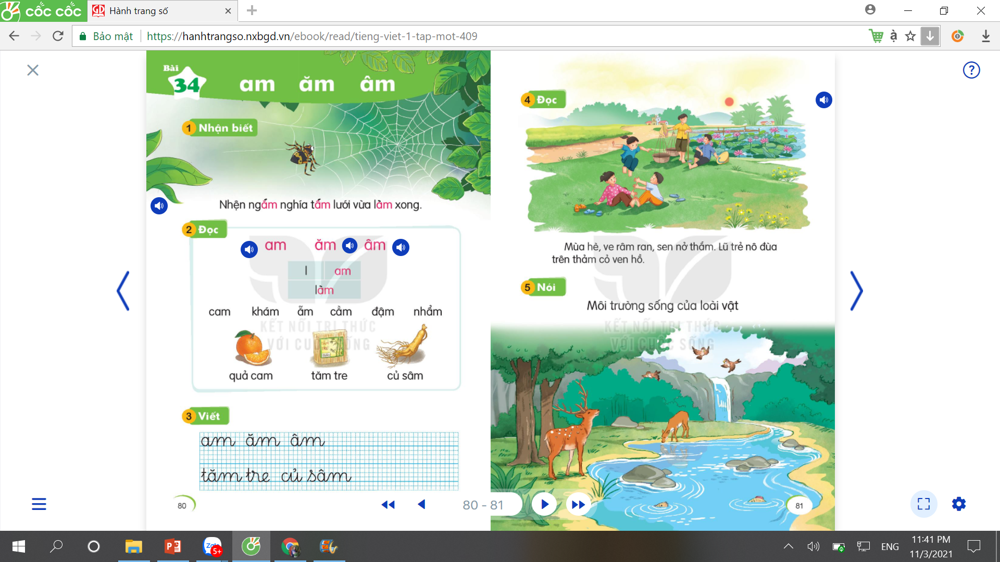 cốc cốc
Hành trang số
Bảo mật
https://hanhtrangso.nxbgd.vn/ebook/read/tieng-viet-1-tap-mot-409
Bài
34
am ăm âm
1 Nhận biết
Nhện ngắm nghía tấm lưới vừa làm xong.
2 Đọc
am ăm âm
l am
làm
cam khám ẵm cằm đậm nhẩm
KẾT NỐI TRI THỨC
VỚI CUỘC SỐNG
TĂM
TRE
quả cam tăm tre củ sâm
3 Viết
am ăm âm
tăm tre củ sâm
80
4 Đọc
Mùa hè, ve râm ran, sen nở thắm. Lũ trẻ nô đùa
trên thảm cỏ ven hồ.
5 Nói
Môi trường sống của loài vật
KẾT NỐI TRI THỨC
VỚI CUỘC SỐNG
81
80 - 81
Zalo
5+
ENG
11:41 PM
11/3/2021